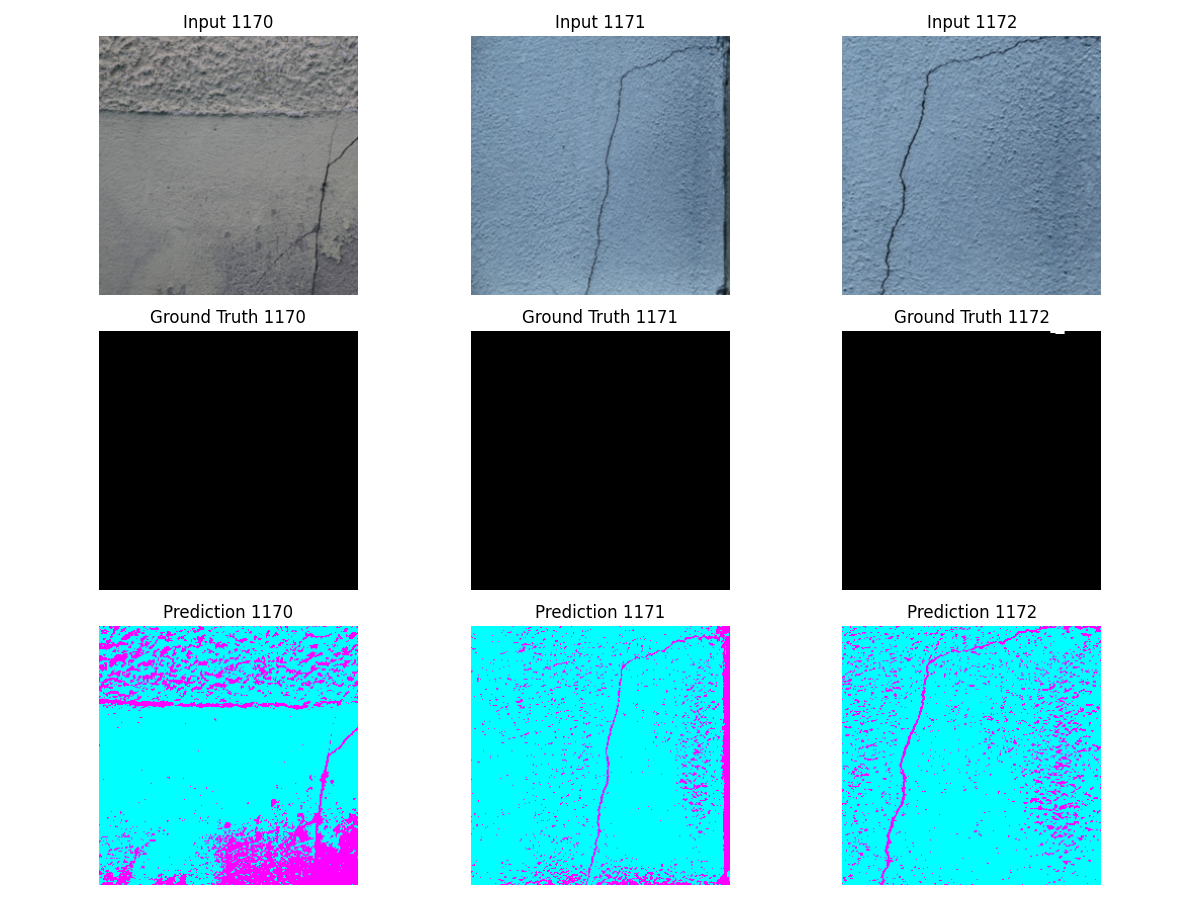 Input 1170
Input 1171
Input 1172
Ground Truth 1170
Ground Truth 1171
Ground Truth 1172
Prediction 1170
Prediction 1171
Prediction 1172